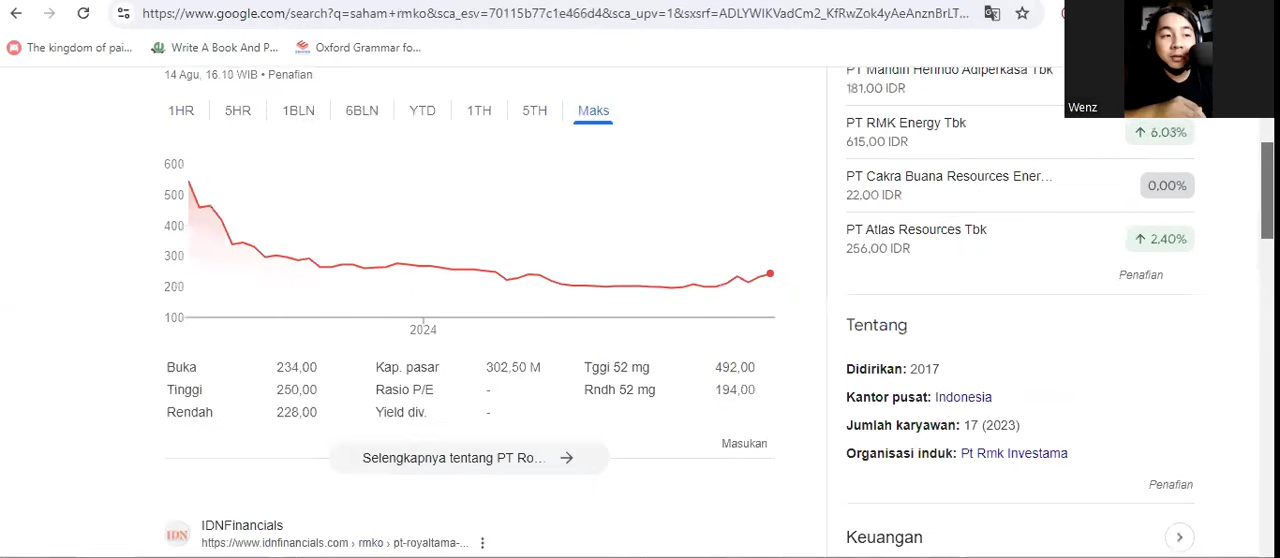 https://www.google.com/search?q=saham+rmko&sca_esv=70115b77c1e466d4&sca_upv=1&sxsrf=ADLYWIKVadCm2_KfRwZok4yAeAnznBrLT...
The kingdom of pai...
Write A Book And P...
Oxford Grammar fo...
Wenz
14 Agu, 16.10 WIB • Penafian
1HR 5HR 1BLN 6BLN YTD 1TH 5TH Maks
600
500
400
300
200
100
2024
Buka 234,00 Kap. pasar 302,50 M Tggi 52 mg 492,00
Tinggi 250,00 Rasio P/E - Rndh 52 mg 194,00
Rendah 228,00 Yield div. -
Masukan
Selengkapnya tentang PT Ro...
IDNFinancials
IDN
https://www.idnfinancials.com › rmko › pt-royaltama-...
PT Mandiri Herindo Adiperkasa Tbk
181,00 IDR
PT RMK Energy Tbk
615,00 IDR
6,03%
PT Cakra Buana Resources Ener...
22,00 IDR
0,00%
PT Atlas Resources Tbk
256,00 IDR
2,40%
Penafian
Tentang
Didirikan: 2017
Kantor pusat: Indonesia
Jumlah karyawan: 17 (2023)
Organisasi induk: Pt Rmk Investama
Penafian
Keuangan